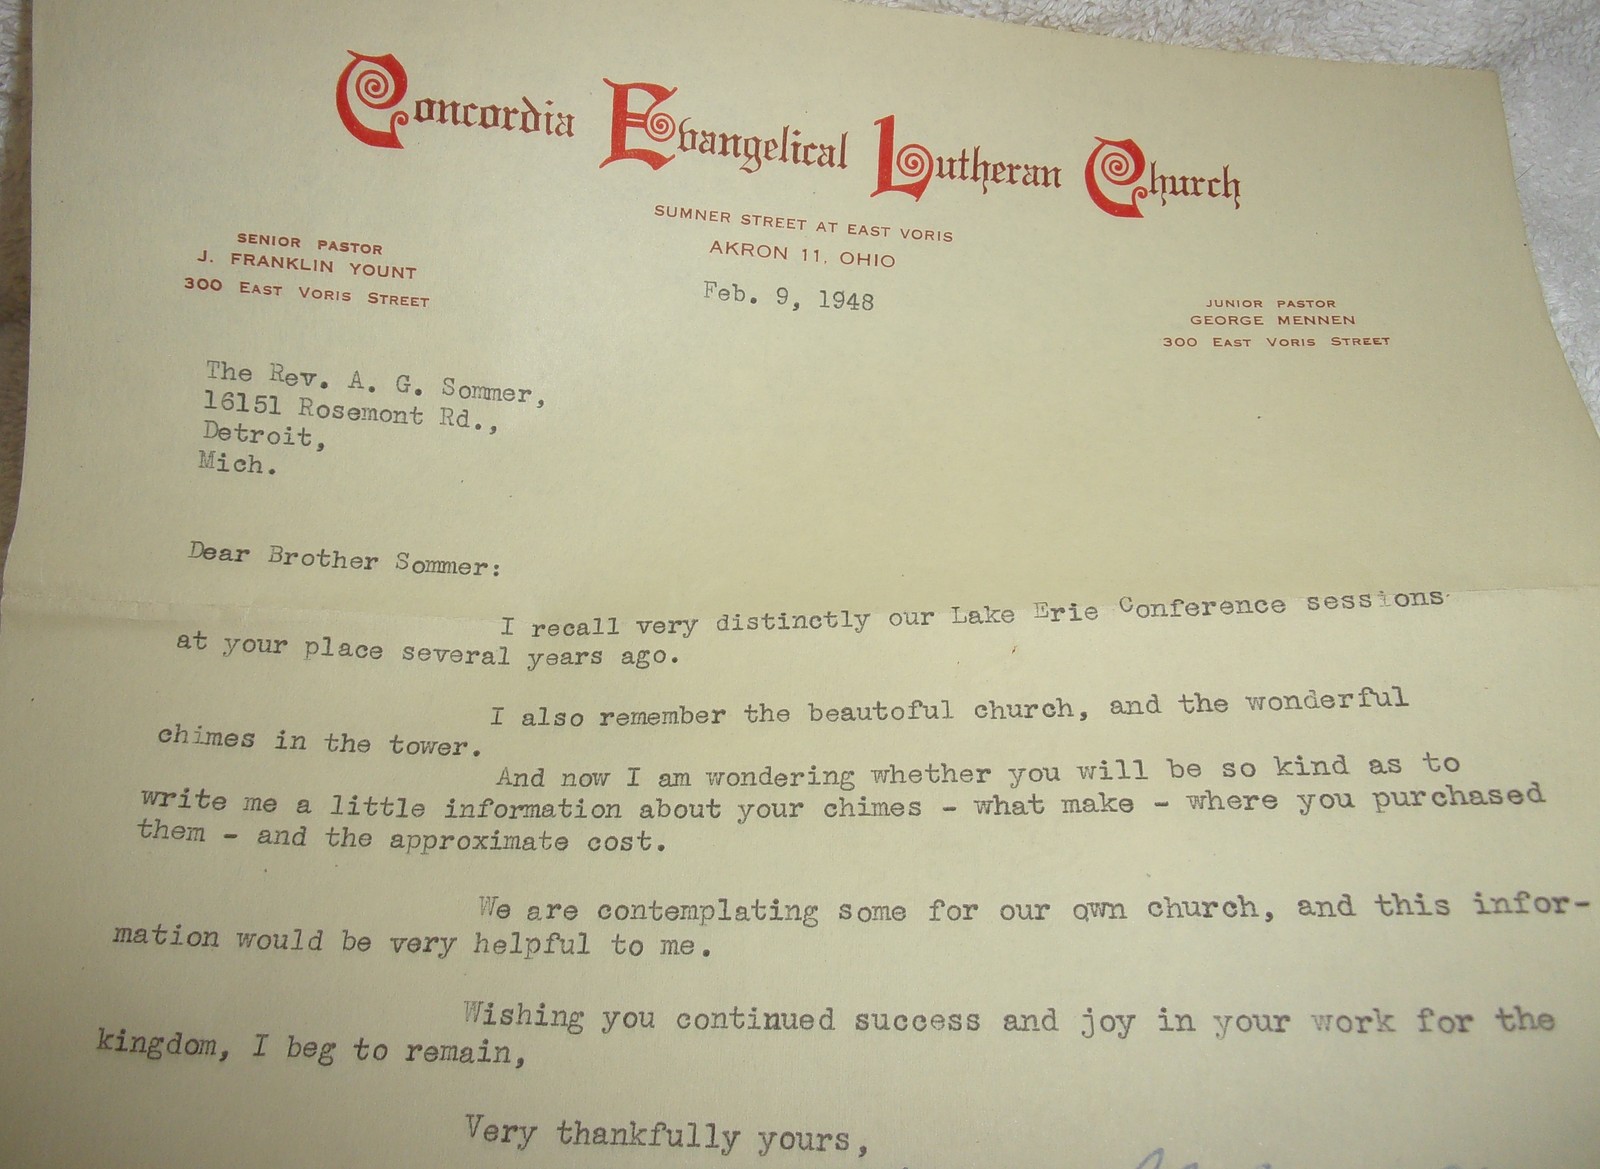 Concordia Evangelical Lutheran Church
SUMNER STREET AT EAST VORIS
AKRON 11, OHIO
SENIOR PASTOR
J. FRANKLIN YOUNT
300 EAST VORIS STREET
Feb. 9, 1948
JUNIOR PASTOR
GEORGE MENNEN
300 EAST VORIS STREET
The Rev. A. G. Sommer,
16151 Rosemont Rd.,
Detroit,
Mich.
Dear Brother Sommer:
I recall very distinctly our Lake Erie Conference sessions
at your place several years ago.
I also remember the beautoful church, and the wonderful
chimes in the tower.
And now I am wondering whether you will be so kind as to
write me a little information about your chimes - what make - where you purchased
them - and the approximate cost.
We are contemplating some for our qwn church, and this infor-
mation would be very helpful to me.
Wishing you continued success and joy in your work for the
kingdom, I beg to remain,
Very thankfully yours,